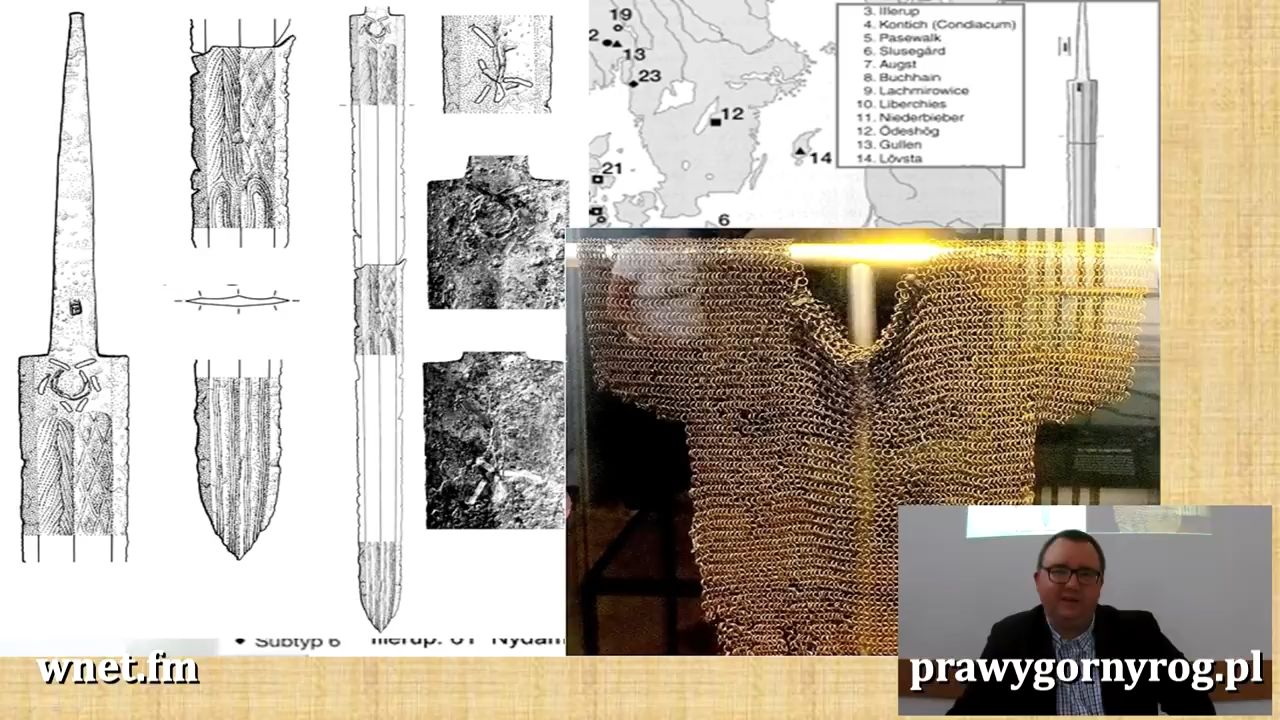 19
2
13
23
12
14
21
6
3. Illerup
4. Kontich (Condiacum)
5. Pasewalk
6. Slusegård
7. Augst
8. Buchhain
9. Lachmirowice
10. Liberchies
11. Niederbieber
12. Ödeshög
13. Gullen
14. Lövsta
Subtyp 6
wnet.fm
prawygornyrog.pl